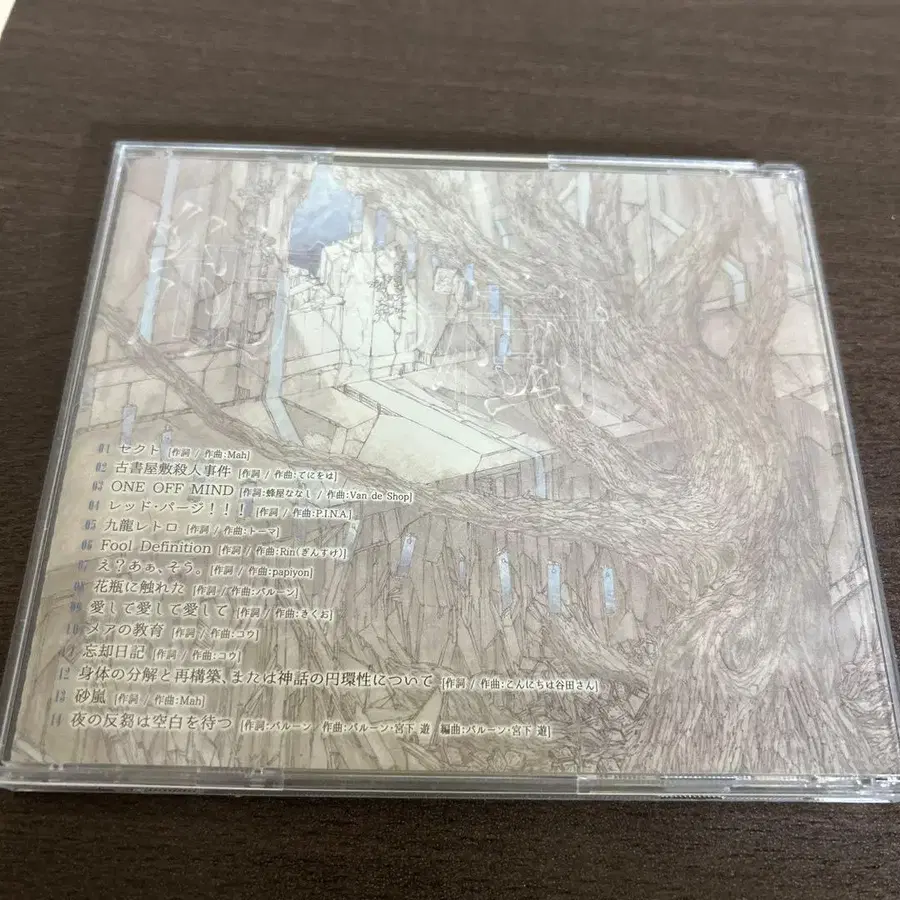 01 セクト [作詞 / 作曲:Mah]
02 古書屋敷殺人事件 [作詞 / 作曲:てにをは]
03 ONE OFF MIND [作詞:蜂屋ななし / 作曲:Van de Shop]
04 レッド・パージ！！！ [作詞 / 作曲:P.I.N.A.]
05 九龍レトロ [作詞 / 作曲:トーマ]
06 Fool Definition [作詞 / 作曲:Rin(ぎんすけ)]
07 え？あぁ、そう。 [作詞 / 作曲:papiyon]
08 花瓶に触れた [作詞 / 作曲:バルーン]
09 愛して愛して愛して [作詞 / 作曲:きくお]
10 メアの教育 [作詞 / 作曲:コウ]
11 忘却日記 [作詞 / 作曲:コウ]
12 身体の分解と再構築、または神話の円環性について [作詞 / 作曲:こんにちは谷田さん]
13 砂嵐 [作詞 / 作曲:Mah]
14 夜の反芻は空白を待つ [作詞:バルーン 作曲:バルーン・宮下 遊 編曲:バルーン・宮下 遊]